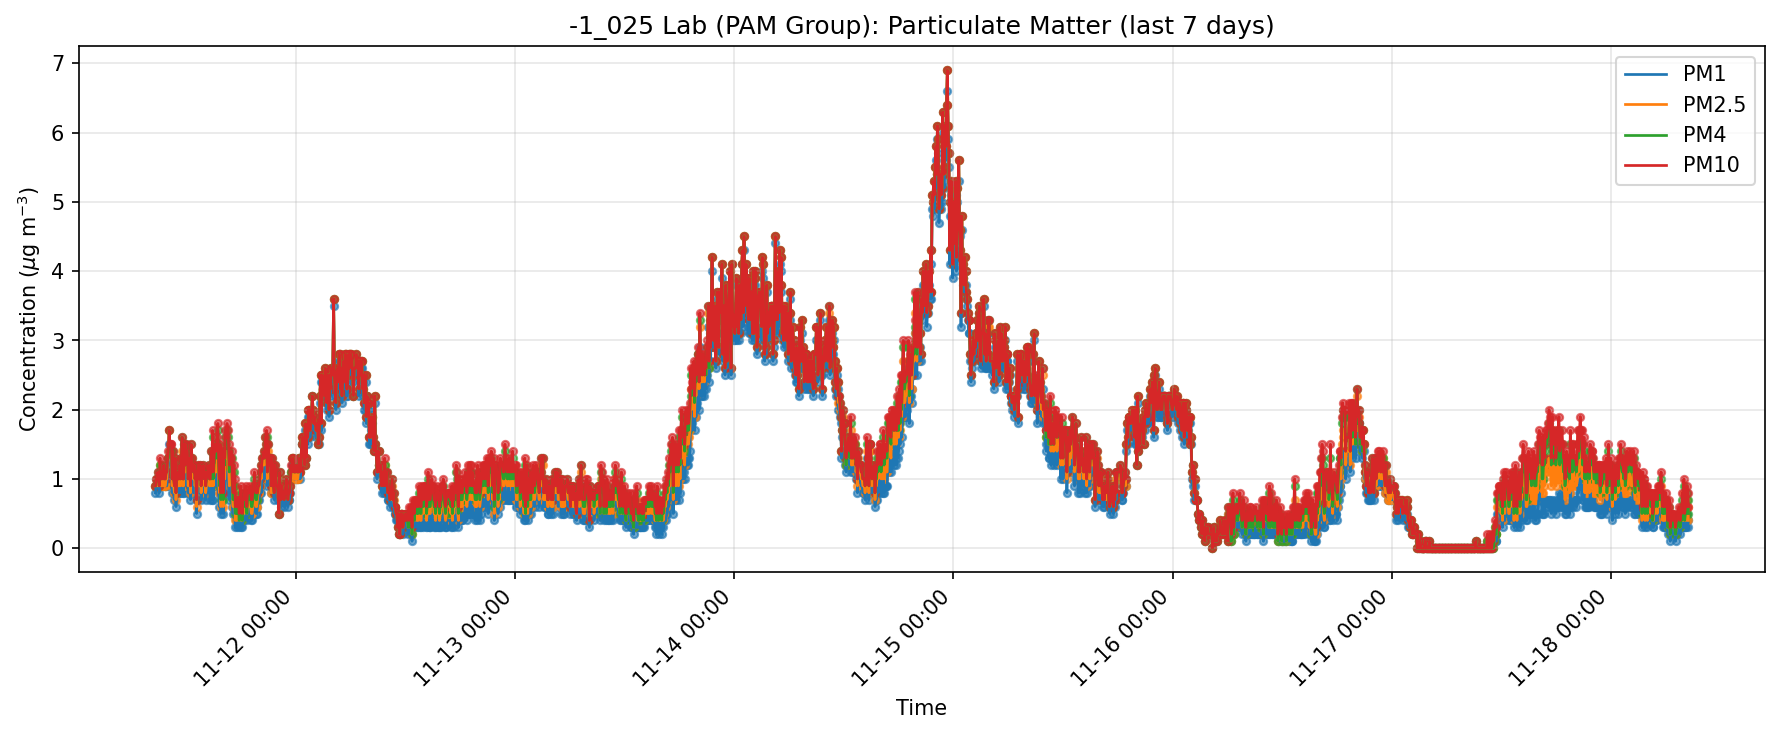 -1_025 Lab (PAM Group): Particulate Matter (last 7 days)
Concentration (μg m⁻³)
7
6
5
4
3
2
1
0
PM1
PM2.5
PM4
PM10
11-12 00:00
11-13 00:00
11-14 00:00
11-15 00:00
11-16 00:00
11-17 00:00
11-18 00:00
Time